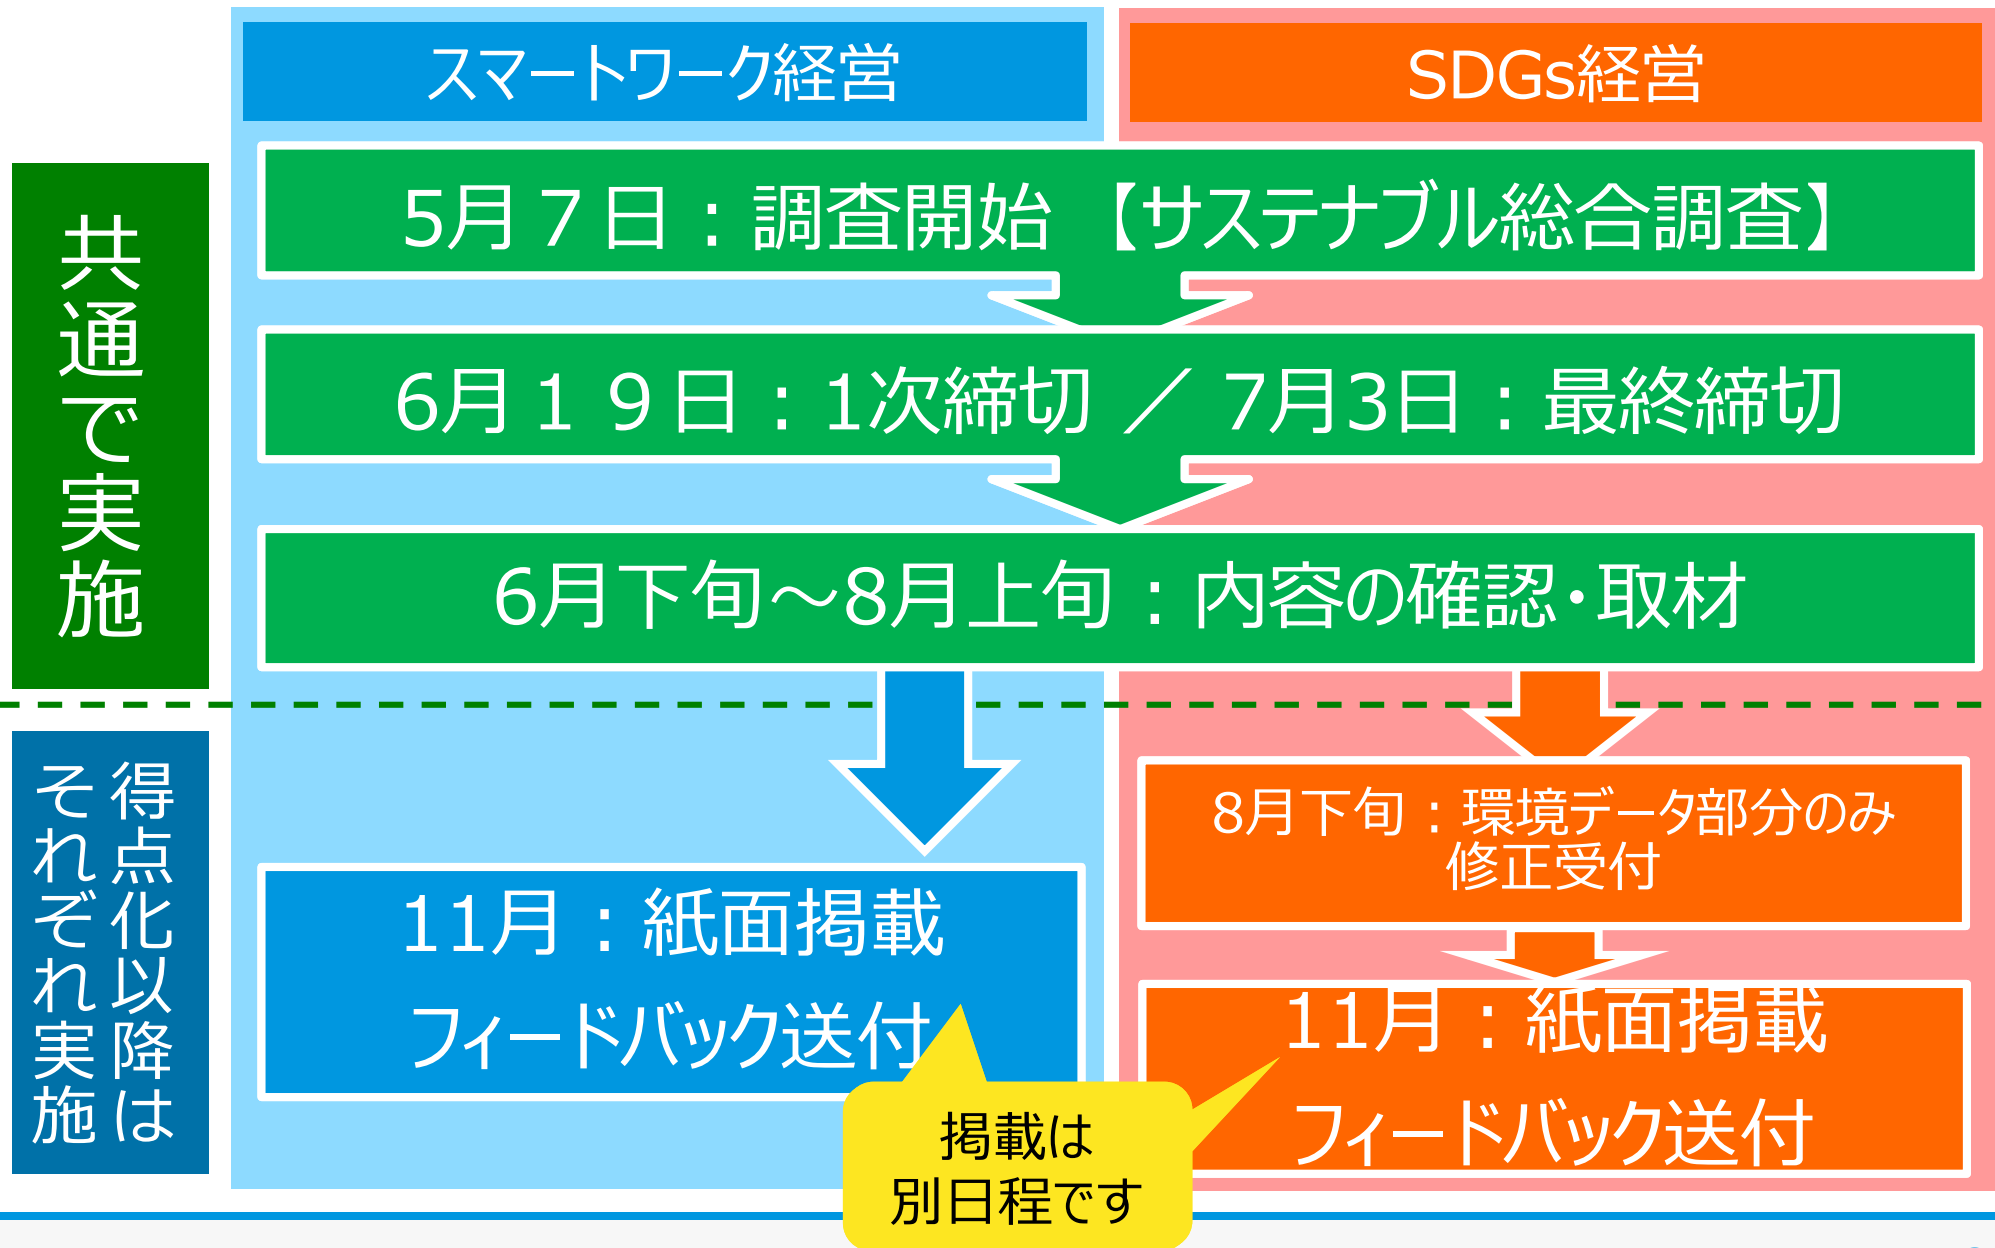 スマートワーク経営
SDGs経営
共通で実施
5月７日：調査開始 【サステナブル総合調査】
6月１９日：1次締切 ／ 7月3日：最終締切
6月下旬～8月上旬：内容の確認・取材
得点化以降は
それぞれ実施
8月下旬：環境データ部分のみ
修正受付
11月：紙面掲載
フィードバック送付
11月：紙面掲載
フィードバック送付
掲載は
別日程です